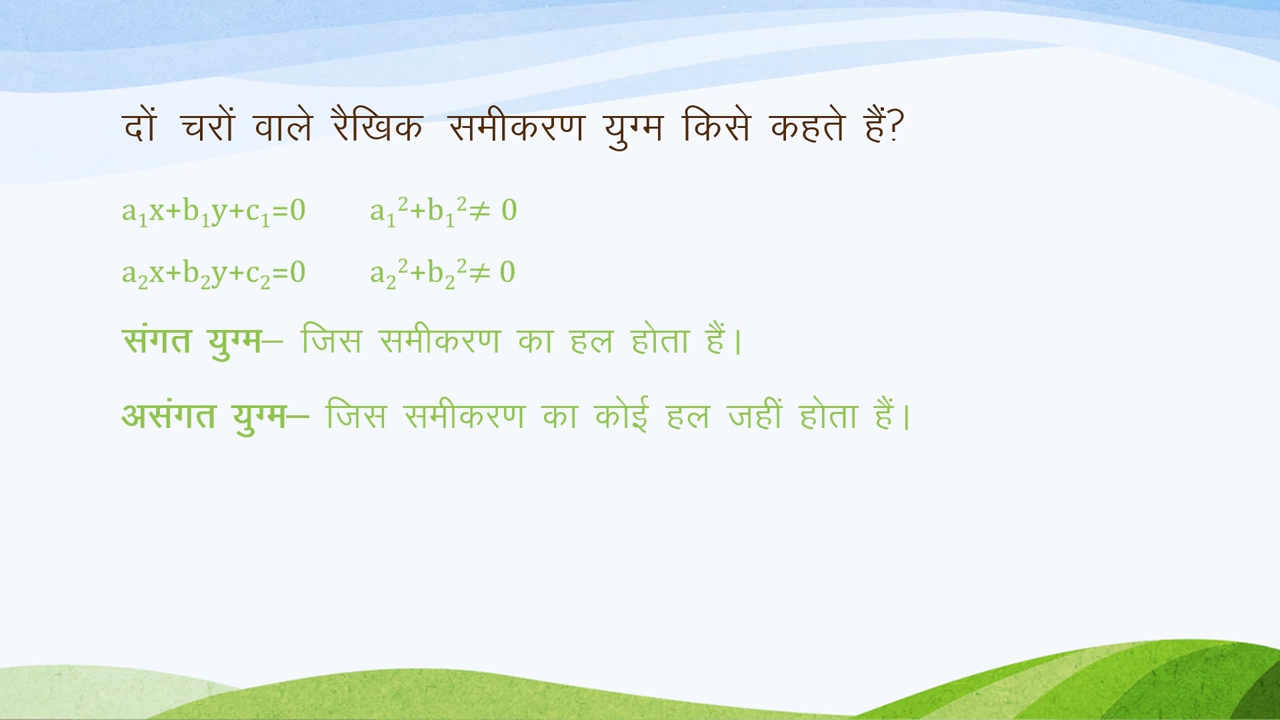 दों चरों वाले रैखिक समीकरण युग्म किसे कहते हैं?
a₁x+b₁y+c₁=0 a₁²+b₁²≠ 0
a₂x+b₂y+c₂=0 a₂²+b₂²≠ 0
संगत युग्म– जिस समीकरण का हल होता हैं।
असंगत युग्म– जिस समीकरण का कोई हल जहीं होता हैं।